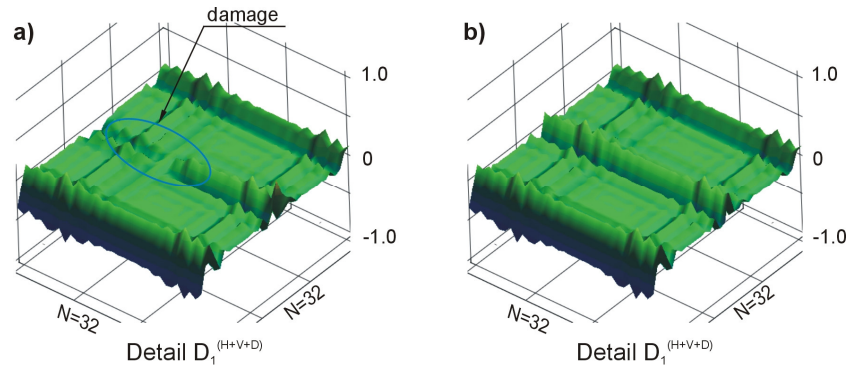 damage
a)
b)
1.0
0
-1.0
N=32
N=32
1.0
0
-1.0
N=32
N=32
Detail D₁⁽ᴴ⁺ⱽ⁺ᴰ⁾
Detail D₁⁽ᴴ⁺ⱽ⁺ᴰ⁾